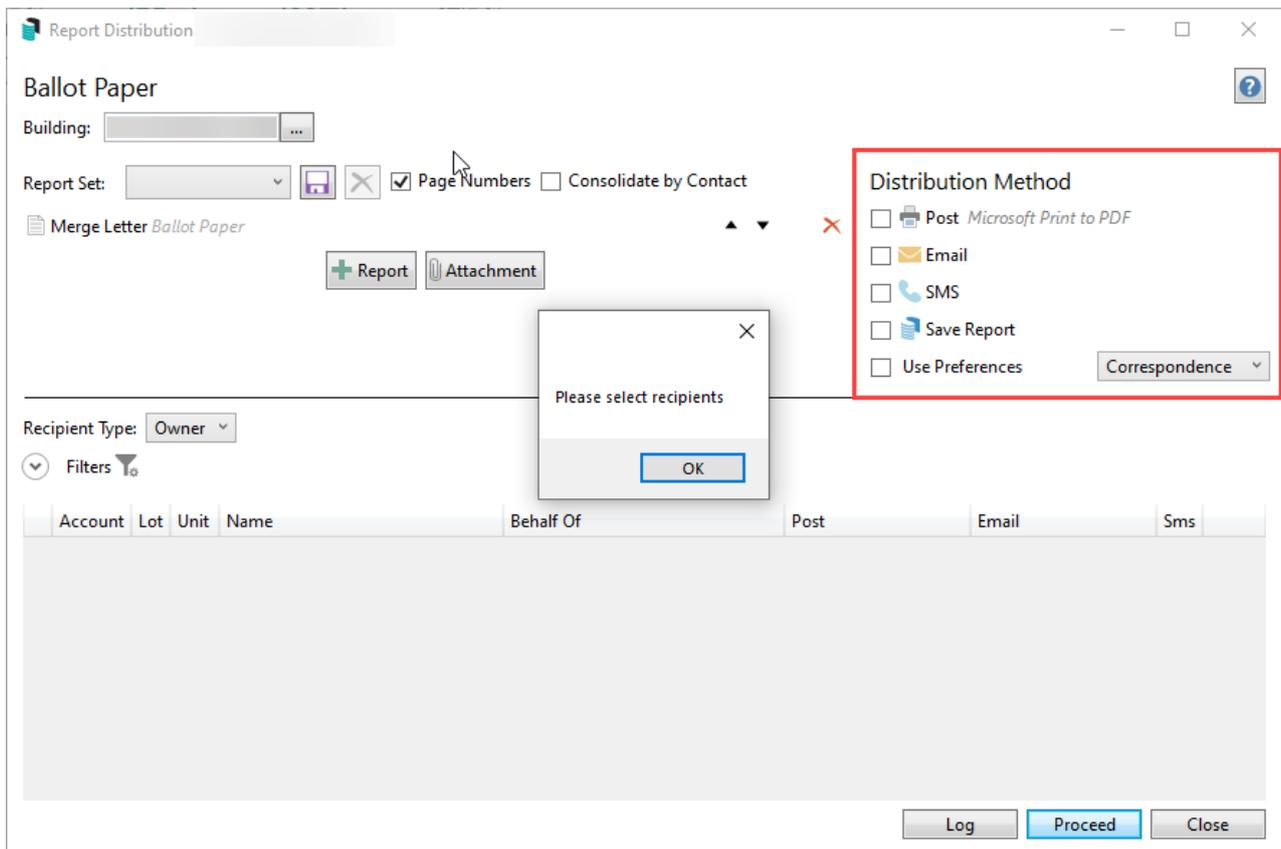 Report Distribution
Ballot Paper
Building: ...
Report Set: Page Numbers Consolidate by Contact
Merge Letter Ballot Paper
Report Attachment
Distribution Method
Post Microsoft Print to PDF
Email
SMS
Save Report
Use Preferences Correspondence
Please select recipients
OK
Recipient Type: Owner
Filters
Account Lot Unit Name Behalf Of Post Email Sms
Log Proceed Close